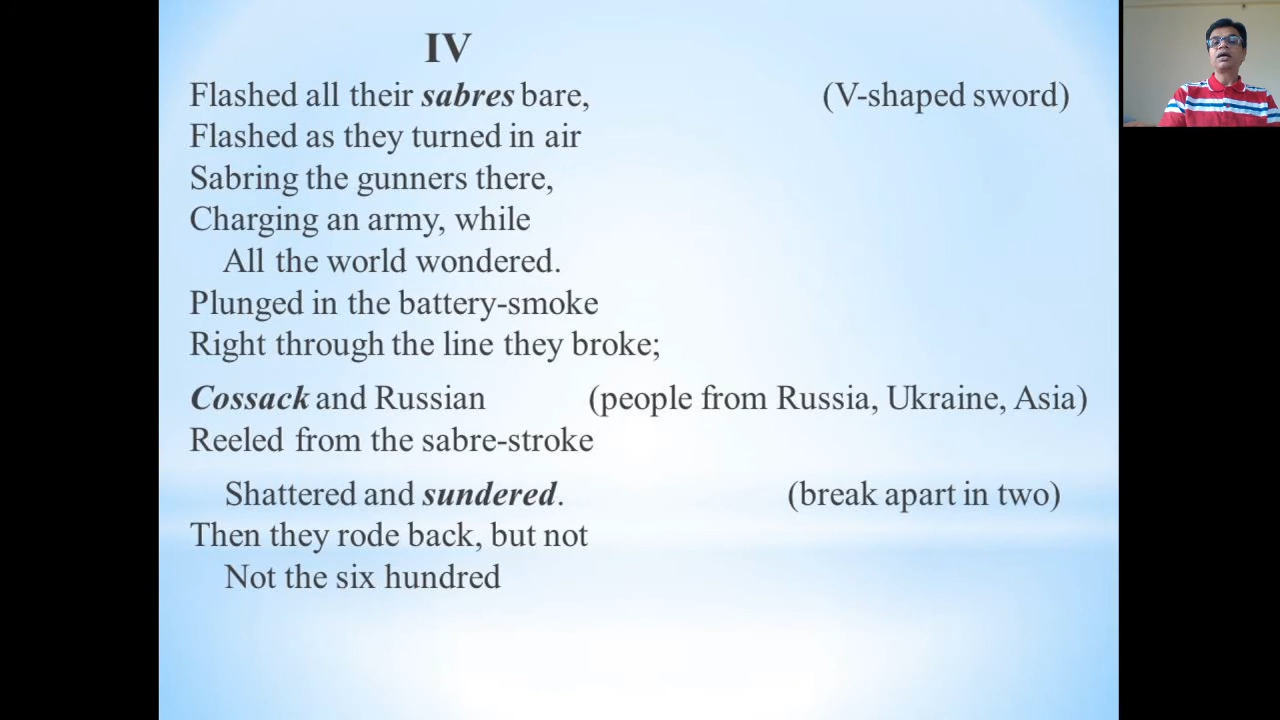 IV
Flashed all their sabres bare, (V-shaped sword)
Flashed as they turned in air
Sabring the gunners there,
Charging an army, while
All the world wondered.
Plunged in the battery-smoke
Right through the line they broke;
Cossack and Russian (people from Russia, Ukraine, Asia)
Reeled from the sabre-stroke
Shattered and sundered. (break apart in two)
Then they rode back, but not
Not the six hundred